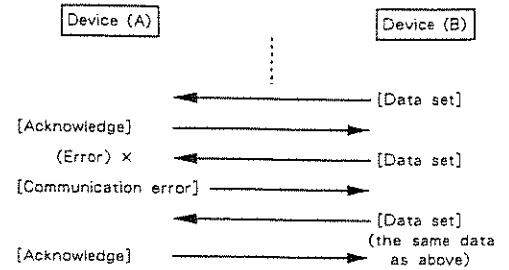 Device (A)
Device (B)
[Data set]
[Acknowledge]
(Error) ×
[Data set]
[Communication error]
[Data set]
(the same data
as above)
[Acknowledge]